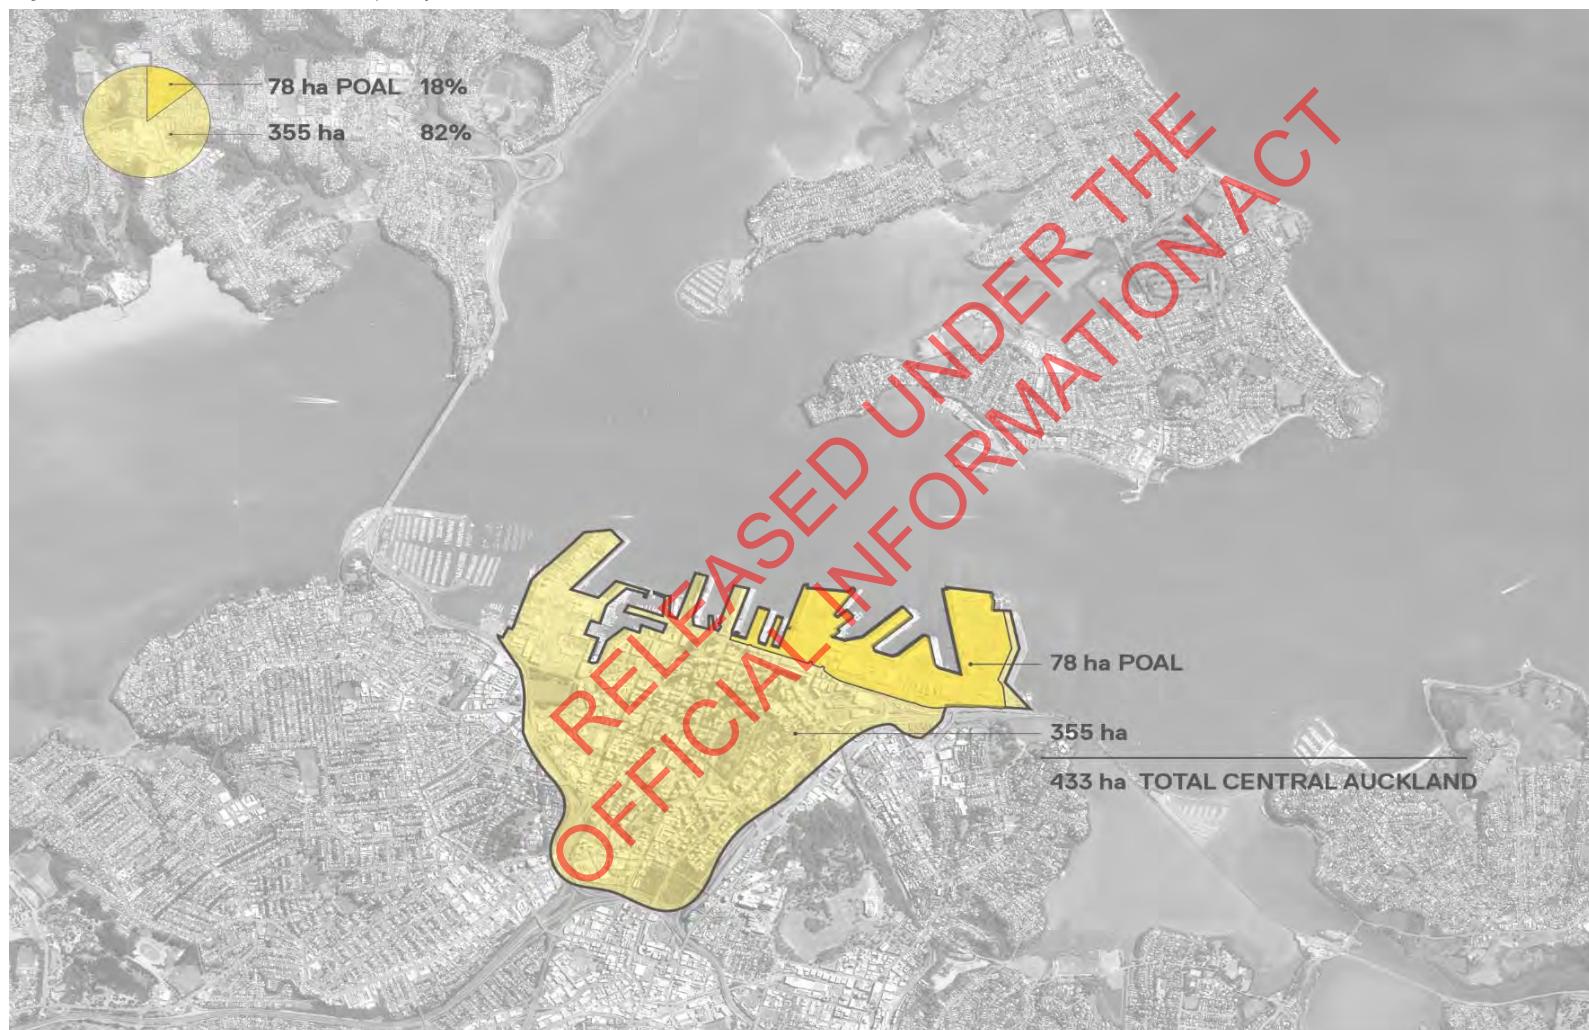 78 ha POAL 18%
355 ha 82%
RELEASED UNDER THE
OFFICIAL INFORMATION ACT
78 ha POAL
355 ha
433 ha TOTAL CENTRAL AUCKLAND